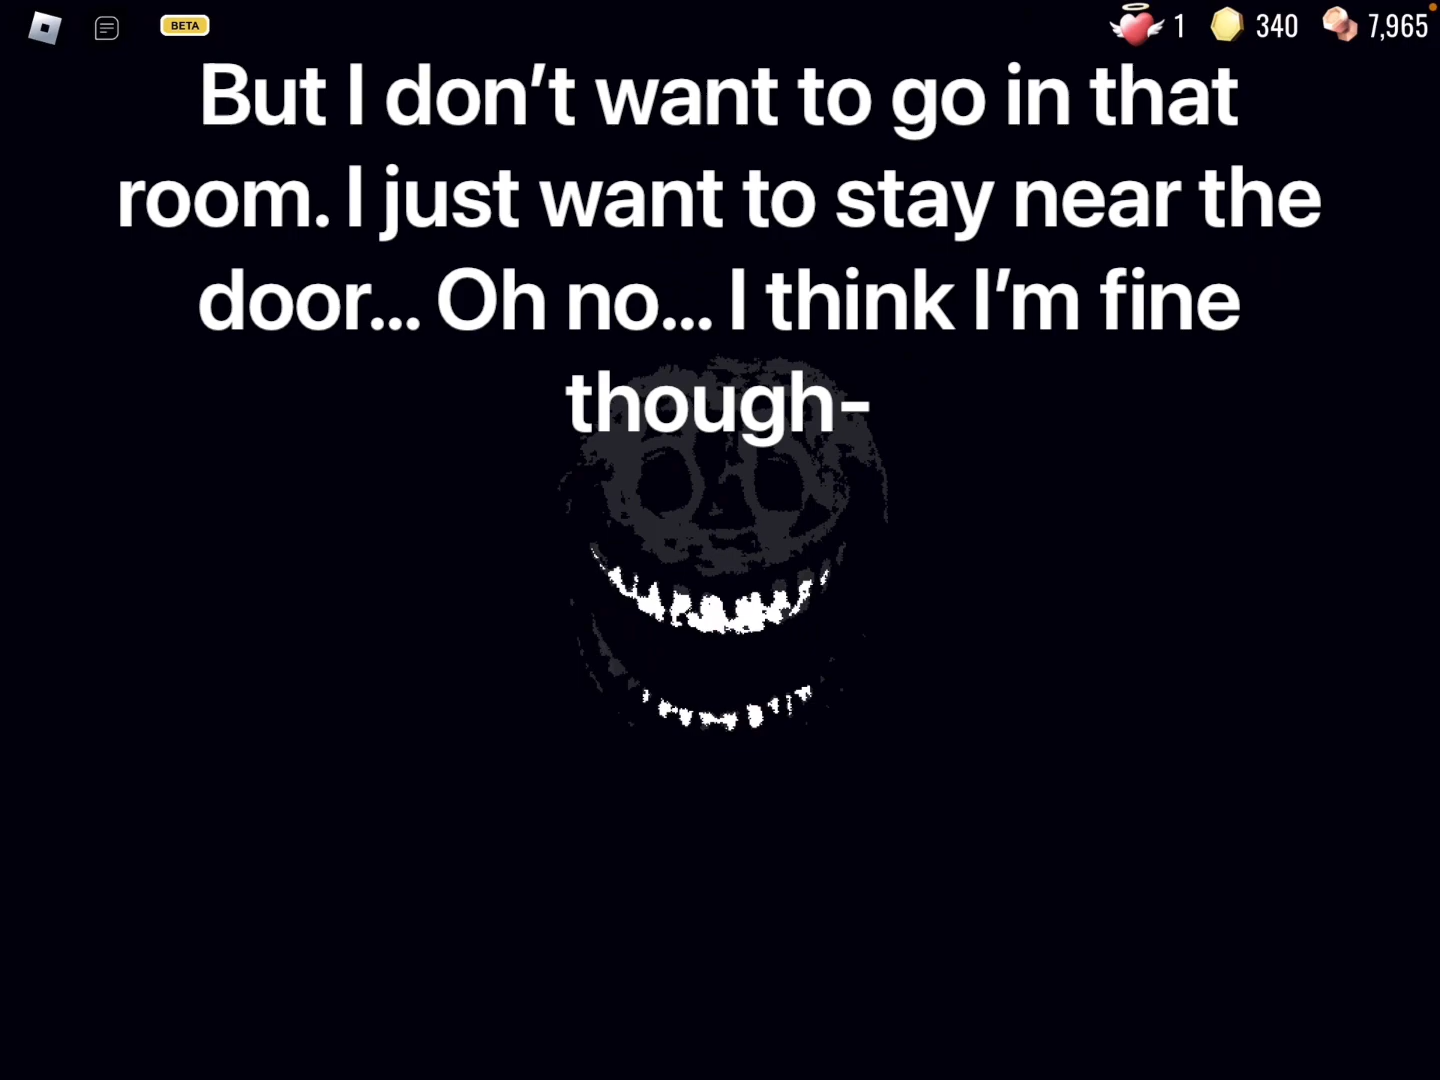 BETA
1
340
7,965
But I don’t want to go in that
room. I just want to stay near the
door... Oh no... I think I’m fine
though-